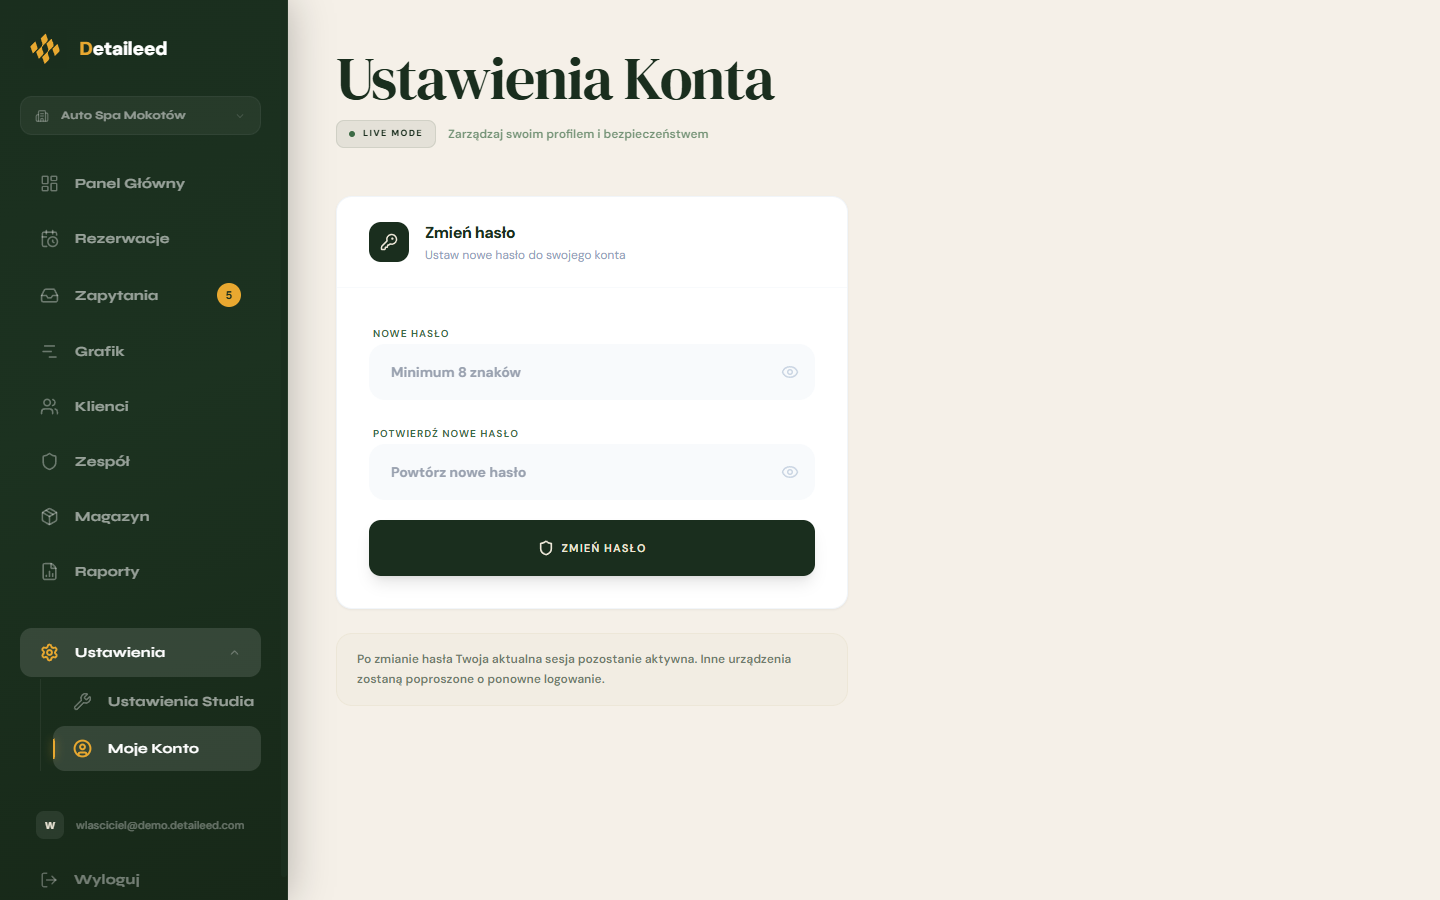 Detaileed
Auto Spa Mokotów
Panel Główny
Rezerwacje
Zapytania
5
Grafik
Klienci
Zespół
Magazyn
Raporty
Ustawienia
Ustawienia Studia
Moje Konto
W
wlasciciel@demo.detaileed.com
Wyloguj
Ustawienia Konta
LIVE MODE
Zarządzaj swoim profilem i bezpieczeństwem
Zmień hasło
Ustaw nowe hasło do swojego konta
NOWE HASŁO
Minimum 8 znaków
POTWIERDŹ NOWE HASŁO
Powtórz nowe hasło
ZMIEŃ HASŁO
Po zmianie hasła Twoja aktualna sesja pozostanie aktywna. Inne urządzenia
zostaną poproszone o ponowne logowanie.